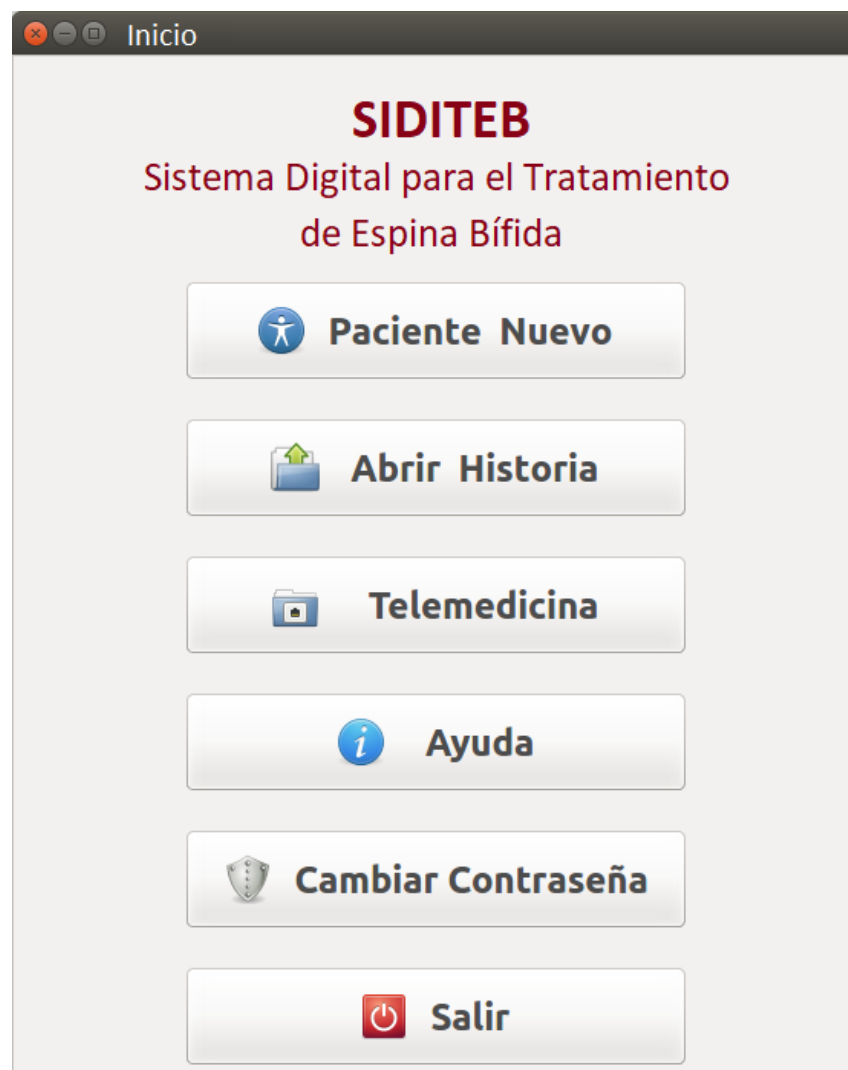 Inicio
SIDITEB
Sistema Digital para el Tratamiento
de Espina Bífida
Paciente Nuevo
Abrir Historia
Telemedicina
Ayuda
Cambiar Contraseña
Salir